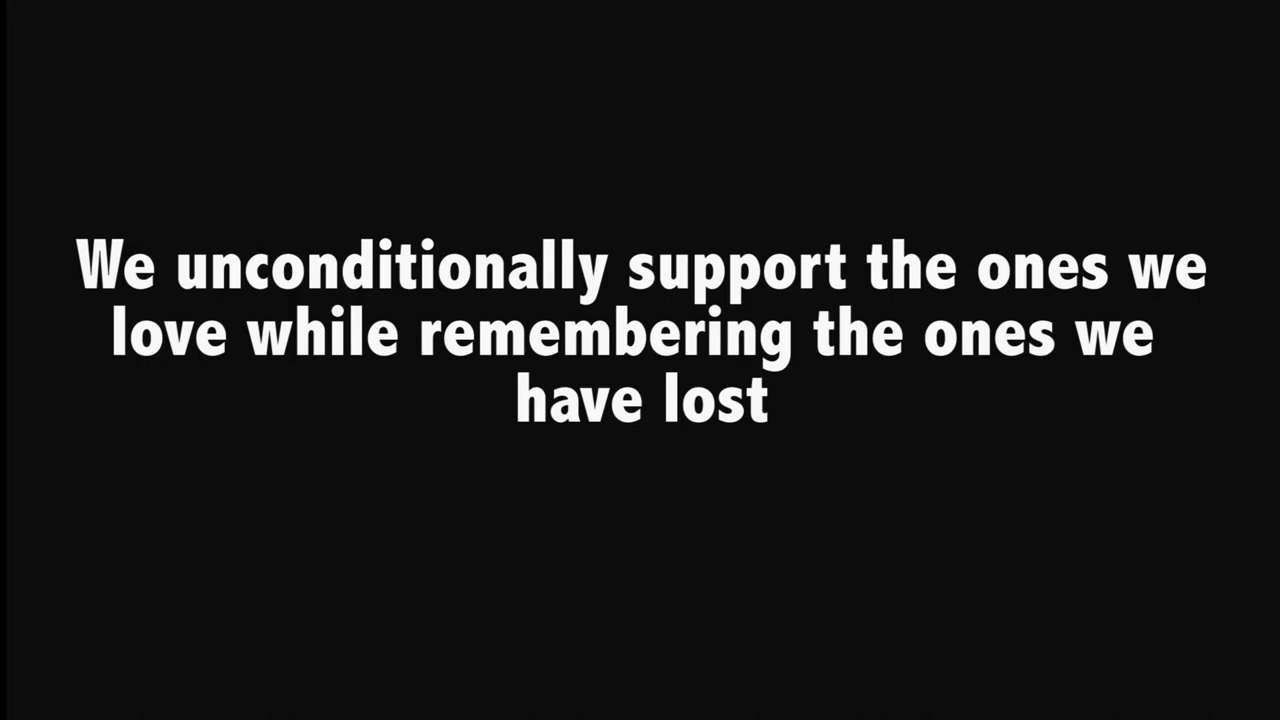 We unconditionally support the ones we
love while remembering the ones we
have lost